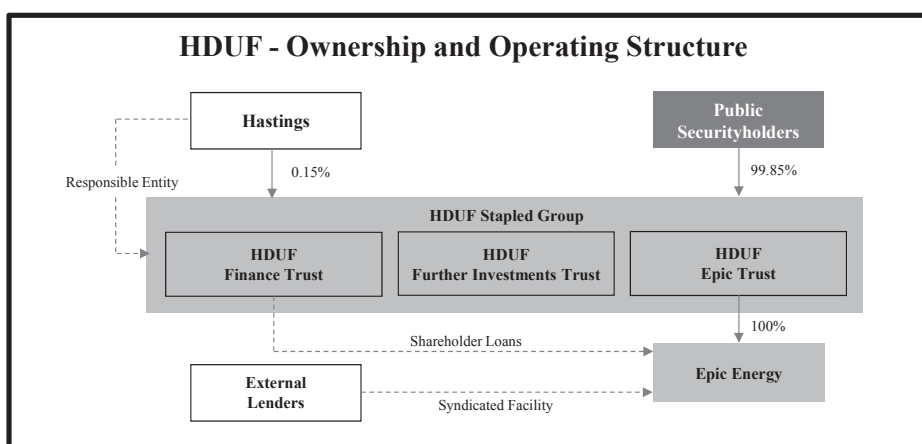 HDUF - Ownership and Operating Structure
Hastings
Public
Securityholders
0.15%
99.85%
Responsible Entity
HDUF Stapled Group
HDUF
Finance Trust
HDUF
Further Investments Trust
HDUF
Epic Trust
100%
Shareholder Loans
Epic Energy
External
Lenders
Syndicated Facility